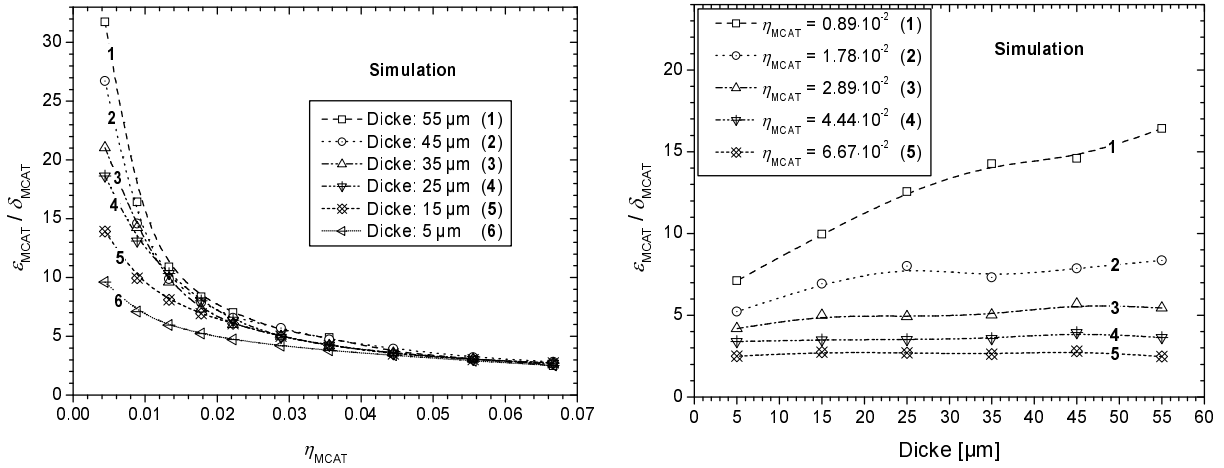 Simulation
Dicke: 55 µm (1)
Dicke: 45 µm (2)
Dicke: 35 µm (3)
Dicke: 25 µm (4)
Dicke: 15 µm (5)
Dicke: 5 µm (6)
30
25
20
15
10
5
0
1
2
3
4
5
6
0.00 0.01 0.02 0.03 0.04 0.05 0.06 0.07
ε_MCAT / δ_MCAT
η_MCAT
η_MCAT = 0.89·10⁻² (1)
η_MCAT = 1.78·10⁻² (2)
η_MCAT = 2.89·10⁻² (3)
η_MCAT = 4.44·10⁻² (4)
η_MCAT = 6.67·10⁻² (5)
Simulation
20
15
10
5
0
1
2
3
4
5
0 5 10 15 20 25 30 35 40 45 50 55 60
ε_MCAT / δ_MCAT
Dicke [µm]